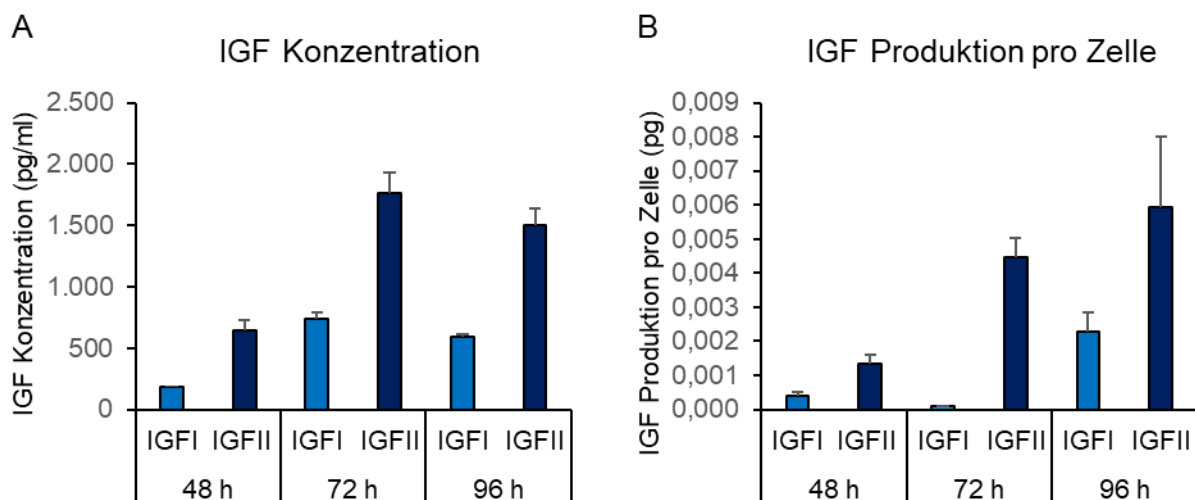 A
IGF Konzentration
IGF Konzentration (pg/ml)
2.500
2.000
1.500
1.000
500
0
IGFI IGFII IGFI IGFII IGFI IGFII
48 h 72 h 96 h
B
IGF Produktion pro Zelle
IGF Produktion pro Zelle (pg)
0,009
0,008
0,007
0,006
0,005
0,004
0,003
0,002
0,001
0,000
IGFI IGFII IGFI IGFII IGFI IGFII
48 h 72 h 96 h